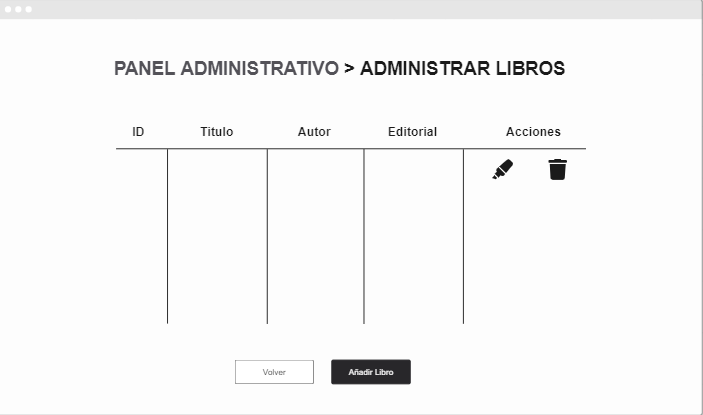 PANEL ADMINISTRATIVO > ADMINISTRAR LIBROS
ID Titulo Autor Editorial Acciones
Volver Añadir Libro